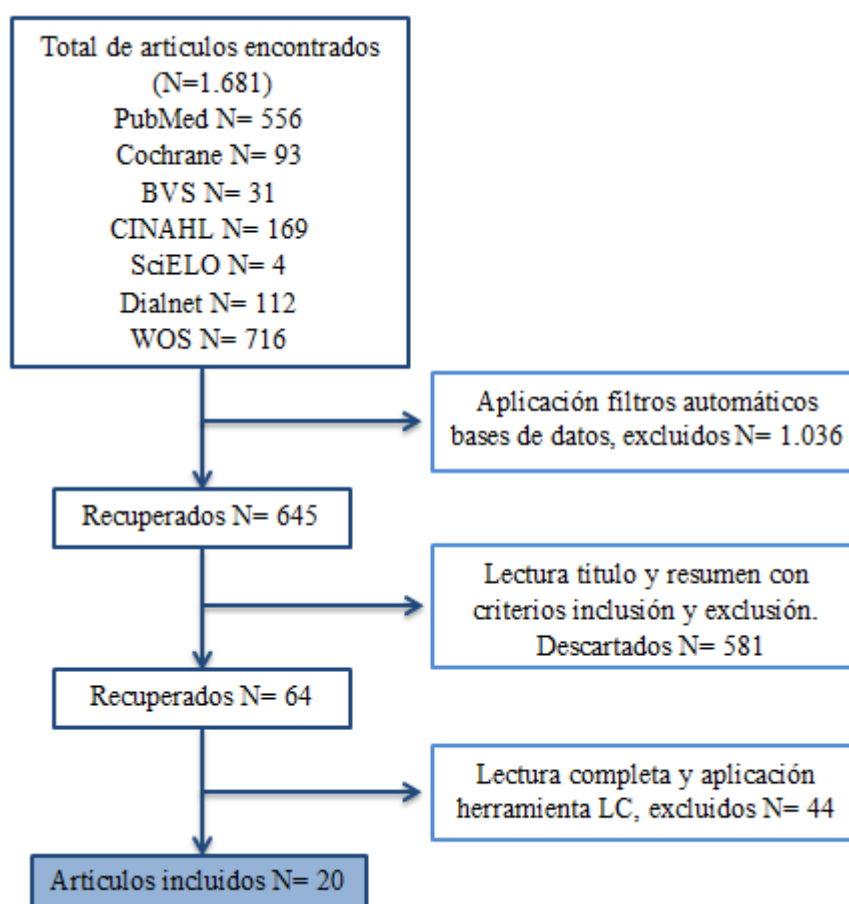 Total de articulos encontrados
(N=1.681)
PubMed N= 556
Cochrane N= 93
BVS N= 31
CINAHL N= 169
SciELO N= 4
Dialnet N= 112
WOS N= 716
Aplicación filtros automáticos
bases de datos, excluidos N= 1.036
Recuperados N= 645
Lectura titulo y resumen con
criterios inclusión y exclusión.
Descartados N= 581
Recuperados N= 64
Lectura completa y aplicación
herramienta LC, excluidos N= 44
Articulos incluidos N= 20